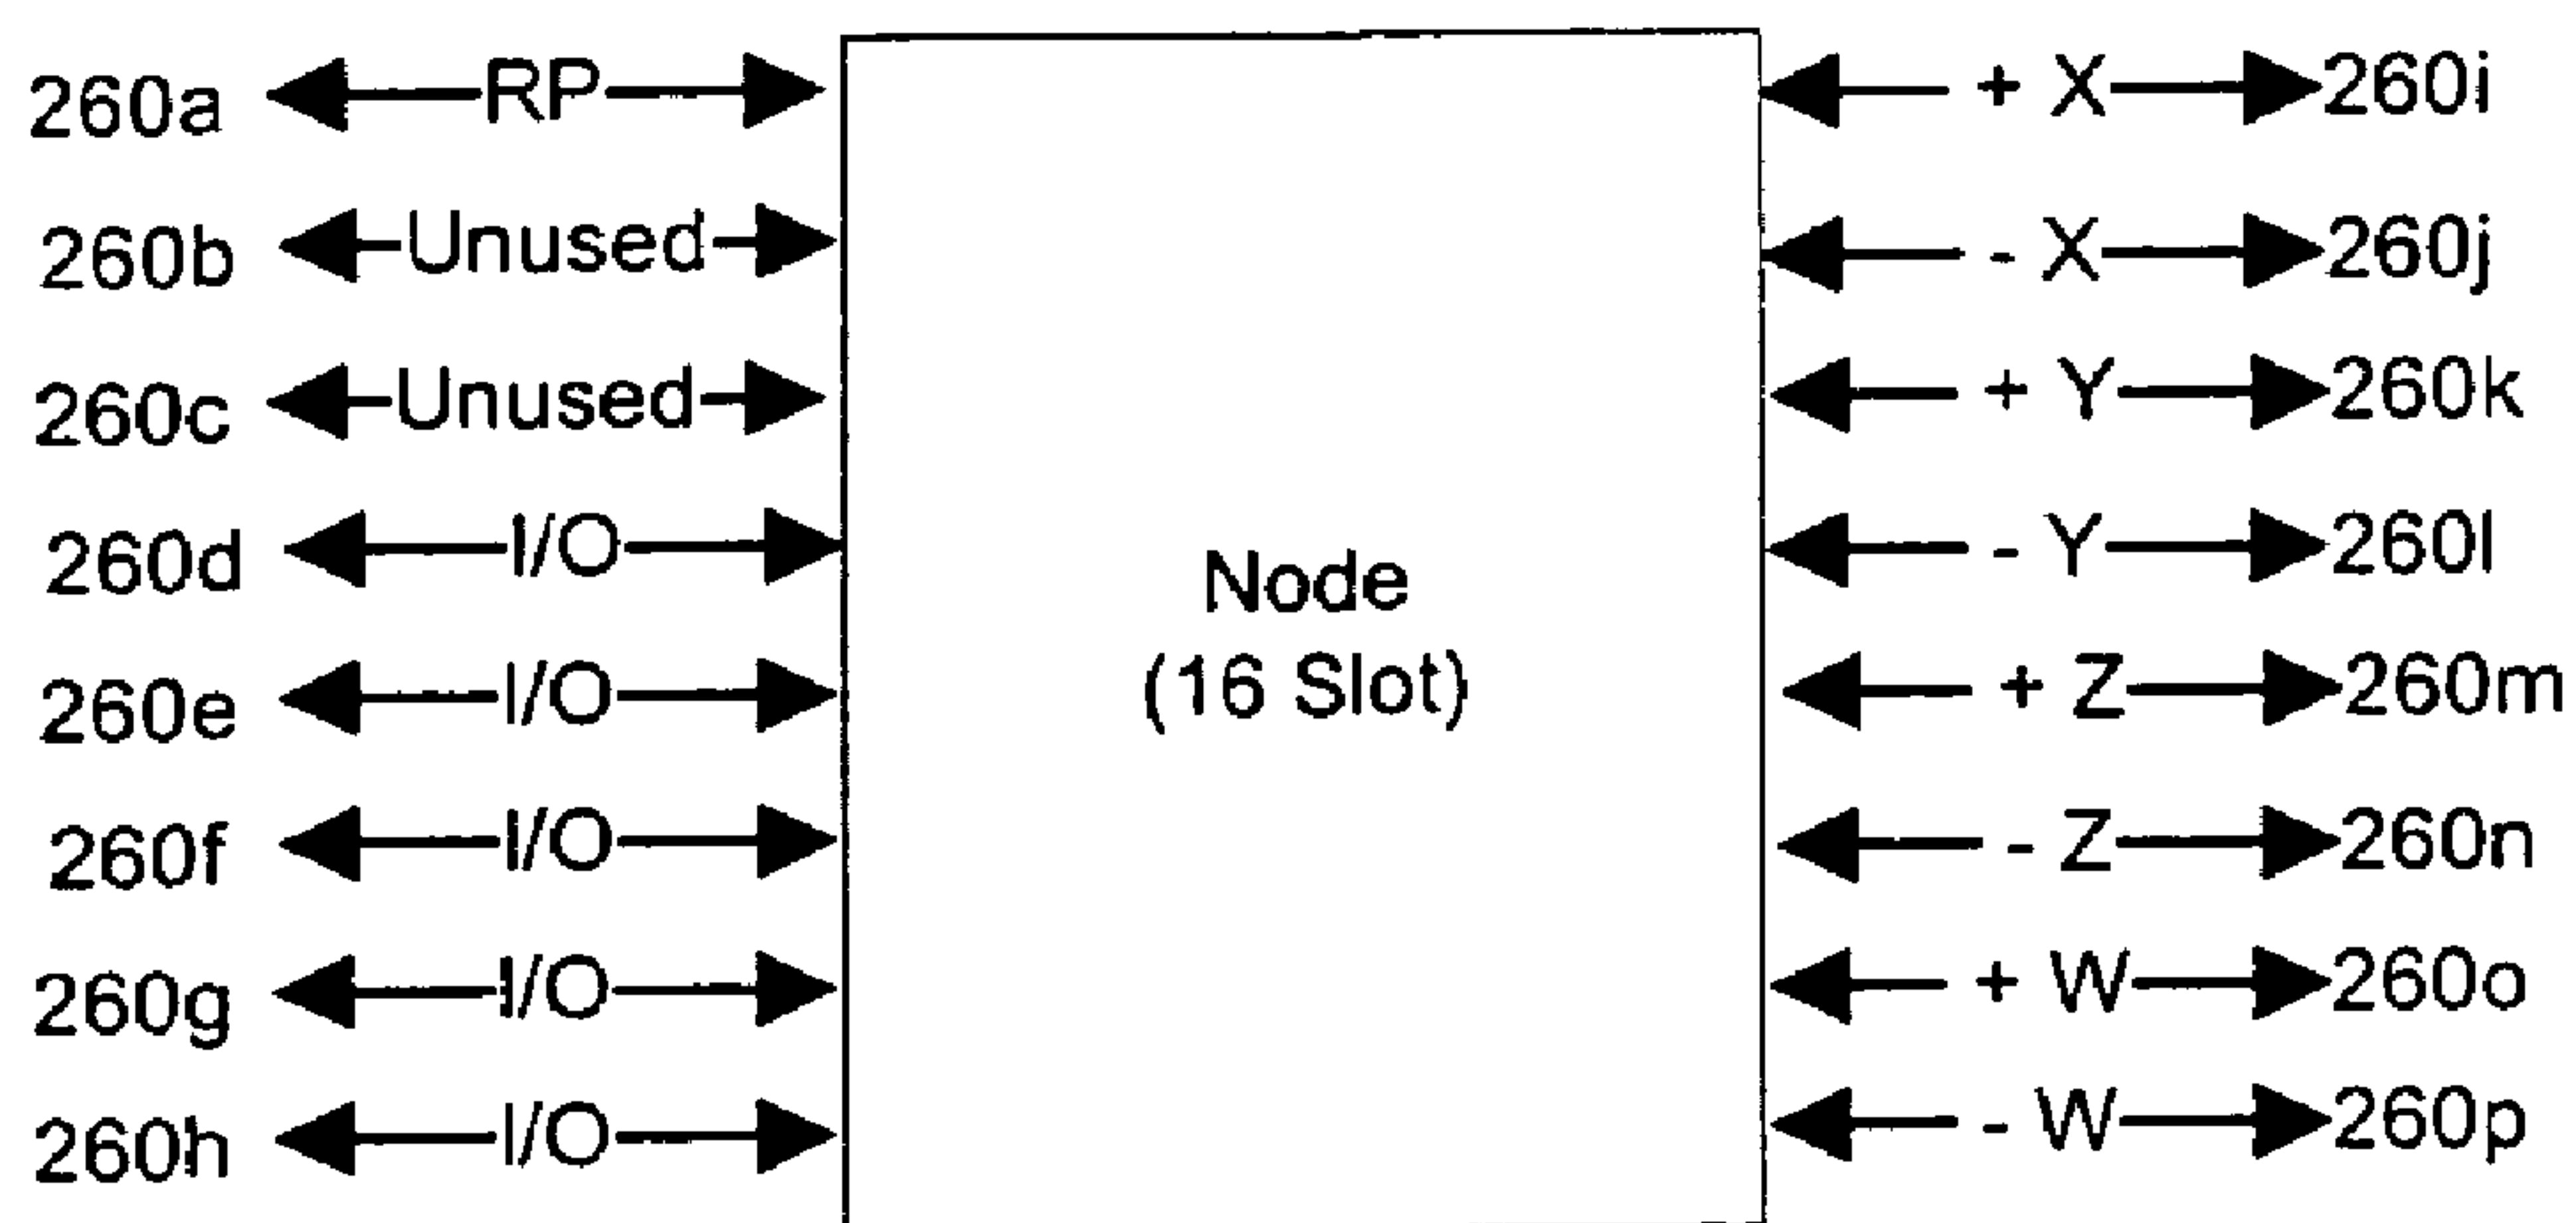 260a RP + X 260i
260b Unused - X 260j
260c Unused + Y 260k
260d I/O - Y 260l
260e I/O + Z 260m
260f I/O - Z 260n
260g I/O + W 260o
260h I/O - W 260p
Node
(16 Slot)